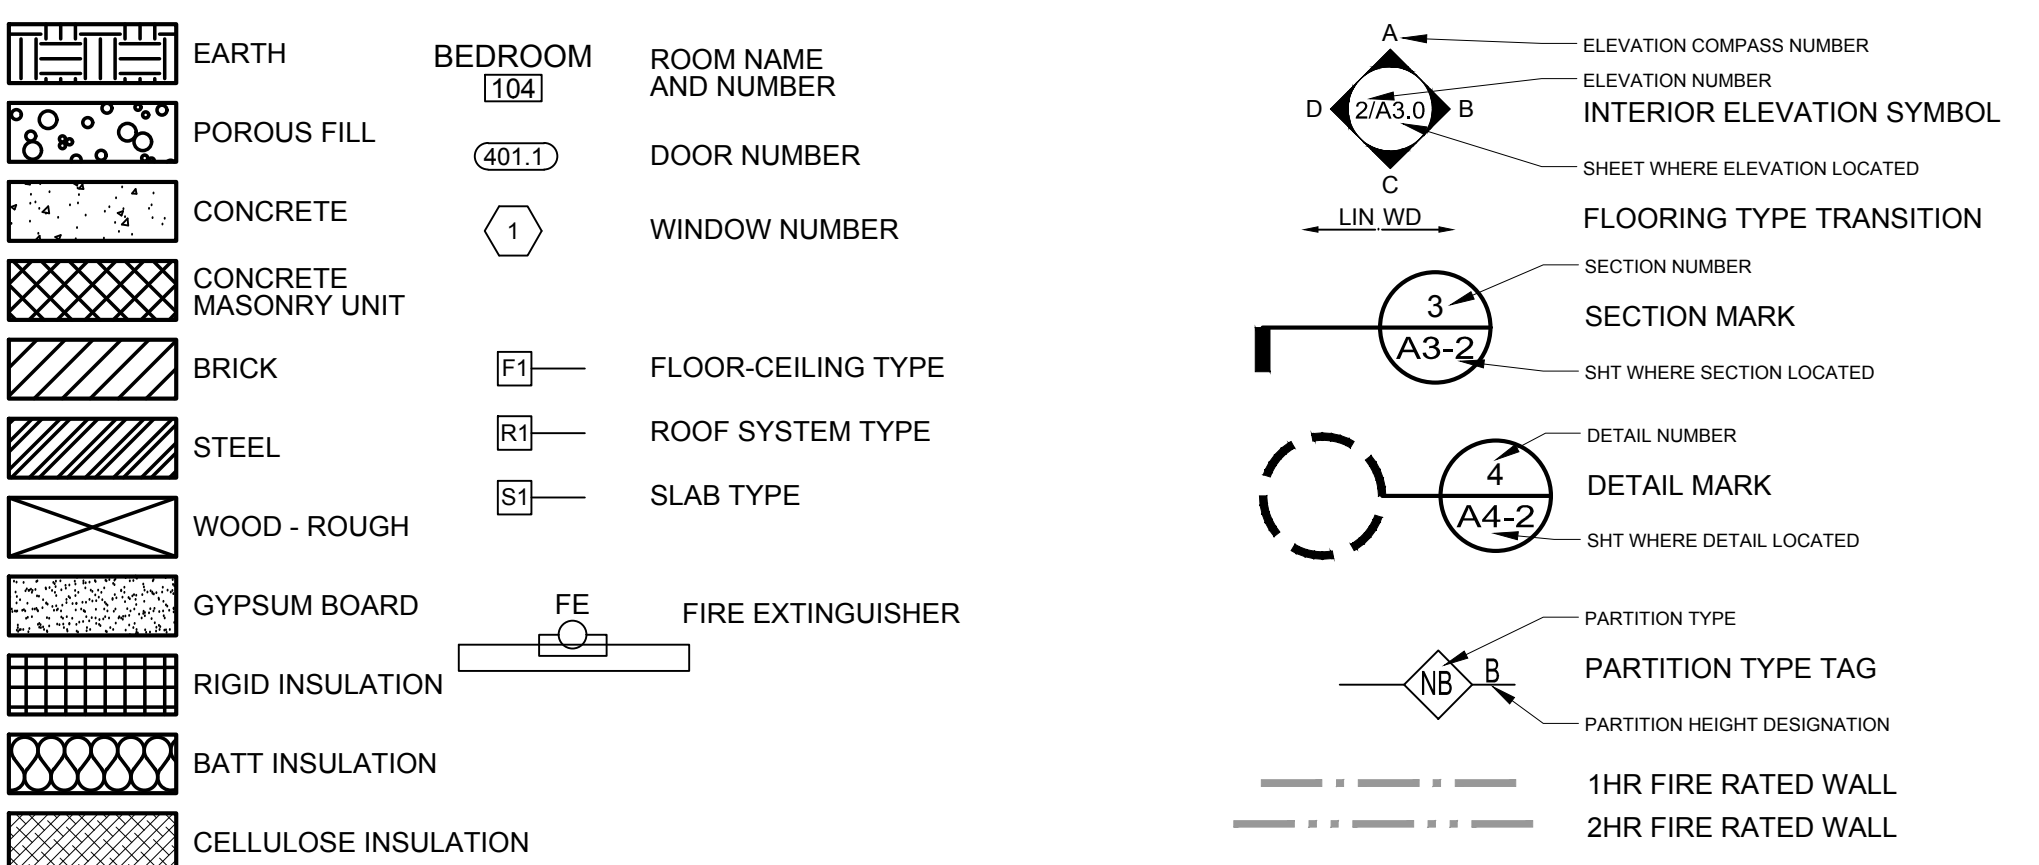 EARTH
POROUS FILL
CONCRETE
CONCRETE
MASONRY UNIT
BRICK
STEEL
WOOD - ROUGH
GYPSUM BOARD
RIGID INSULATION
BATT INSULATION
CELLULOSE INSULATION
BEDROOM
104
ROOM NAME
AND NUMBER
401.1
DOOR NUMBER
1
WINDOW NUMBER
F1
FLOOR-CEILING TYPE
R1
ROOF SYSTEM TYPE
S1
SLAB TYPE
FE
FIRE EXTINGUISHER
A
ELEVATION COMPASS NUMBER
ELEVATION NUMBER
D
2/A3.0
B
INTERIOR ELEVATION SYMBOL
SHEET WHERE ELEVATION LOCATED
C
LIN WD
FLOORING TYPE TRANSITION
SECTION NUMBER
3
SECTION MARK
A3-2
SHT WHERE SECTION LOCATED
DETAIL NUMBER
4
DETAIL MARK
A4-2
SHT WHERE DETAIL LOCATED
PARTITION TYPE
NB
B
PARTITION TYPE TAG
PARTITION HEIGHT DESIGNATION
1HR FIRE RATED WALL
2HR FIRE RATED WALL